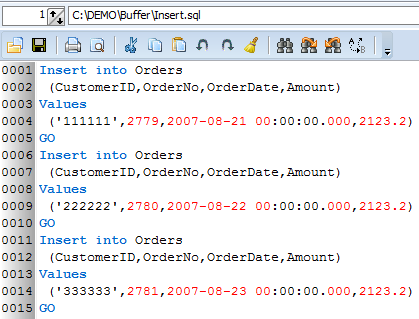 1 C:\DEMO\Buffer\Insert.sql
0001 Insert into Orders
0002 (CustomerID,OrderNo,OrderDate,Amount)
0003 Values
0004 ('111111',2779,2007-08-21 00:00:00.000,2123.2)
0005 GO
0006 Insert into Orders
0007 (CustomerID,OrderNo,OrderDate,Amount)
0008 Values
0009 ('222222',2780,2007-08-22 00:00:00.000,2123.2)
0010 GO
0011 Insert into Orders
0012 (CustomerID,OrderNo,OrderDate,Amount)
0013 Values
0014 ('333333',2781,2007-08-23 00:00:00.000,2123.2)
0015 GO